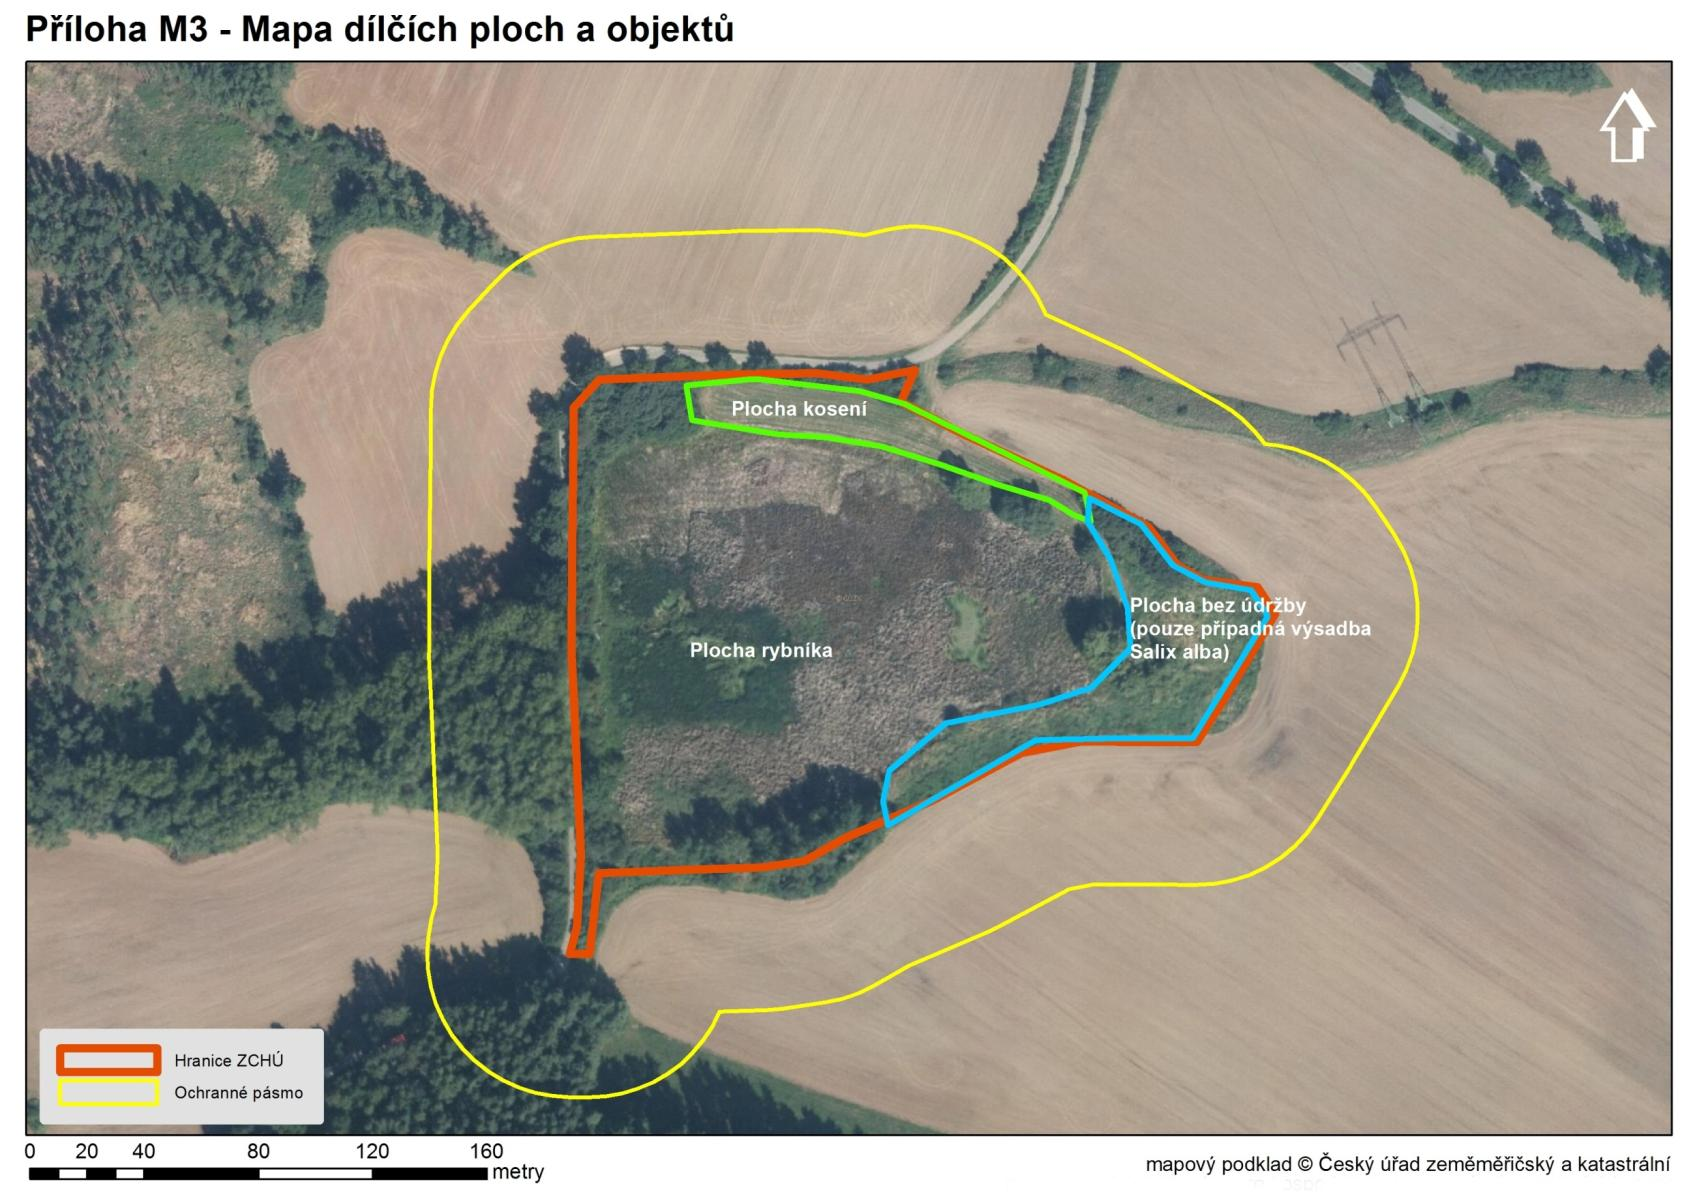 Příloha M3 - Mapa dílčích ploch a objektů
Plocha kosení
Plocha bez údržby
(pouze případná výsadba
Salix alba)
Plocha rybníka
Hranice ZCHÚ
Ochranné pásmo
0 20 40 80 120 160
metry
mapový podklad © Český úřad zeměměřičský a katastrální